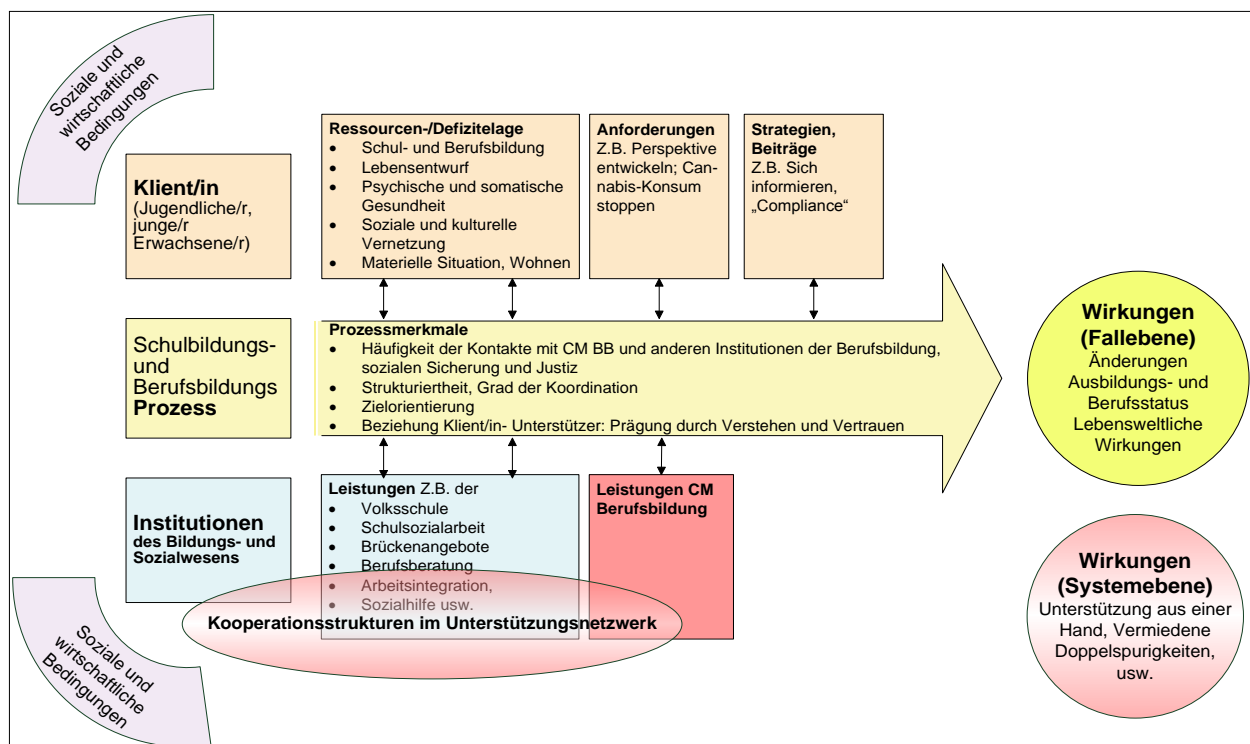 Soziale und
wirtschaftliche
Bedingungen
Klient/in
(Jugendliche/r,
junge/r
Erwachsene/r)
Ressourcen-/Defizitelage
• Schul- und Berufsbildung
• Lebensentwurf
• Psychische und somatische
Gesundheit
• Soziale und kulturelle
Vernetzung
• Materielle Situation, Wohnen
Anforderungen
Z.B. Perspektive
entwickeln; Can-
nabis-Konsum
stoppen
Strategien,
Beiträge
Z.B. Sich
informieren,
„Compliance“
Schulbildungs-
und
Berufsbildungs
Prozess
Prozessmerkmale
• Häufigkeit der Kontakte mit CM BB und anderen Institutionen der Berufsbildung,
sozialen Sicherung und Justiz
• Strukturiertheit, Grad der Koordination
• Zielorientierung
• Beziehung Klient/in- Unterstützer: Prägung durch Verstehen und Vertrauen
Wirkungen
(Fallebene)
Änderungen
Ausbildungs- und
Berufsstatus
Lebensweltliche
Wirkungen
Institutionen
des Bildungs- und
Sozialwesens
Leistungen Z.B. der
• Volksschule
• Schulsozialarbeit
• Brückenangebote
• Berufsberatung
• Arbeitsintegration,
• Sozialhilfe usw.
Leistungen CM
Berufsbildung
Kooperationsstrukturen im Unterstützungsnetzwerk
Wirkungen
(Systemebene)
Unterstützung aus einer
Hand, Vermiedene
Doppelspurigkeiten,
usw.
Soziale und
wirtschaftliche
Bedingungen